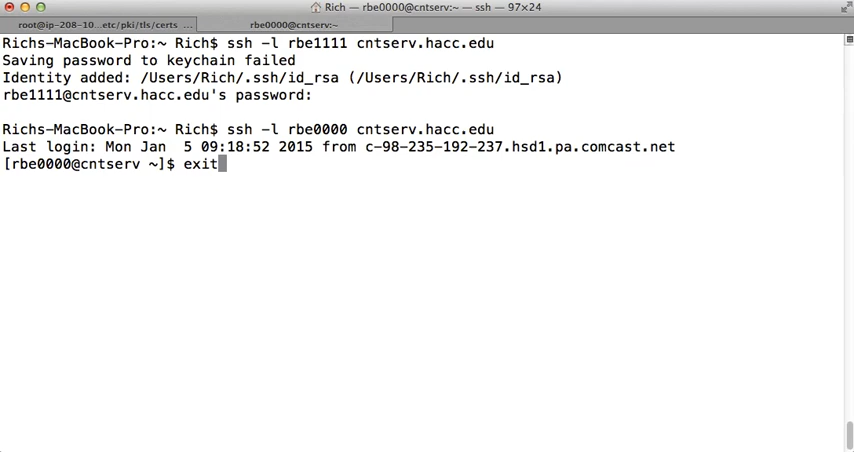 Rich — rbe0000@cntserv:~ — ssh — 97×24
root@ip-208-10...etc/pki/tls/certs ...
rbe0000@cntserv:~
Richs-MacBook-Pro:~ Rich$ ssh -l rbe1111 cntserv.hacc.edu
Saving password to keychain failed
Identity added: /Users/Rich/.ssh/id_rsa (/Users/Rich/.ssh/id_rsa)
rbe1111@cntserv.hacc.edu's password:
Richs-MacBook-Pro:~ Rich$ ssh -l rbe0000 cntserv.hacc.edu
Last login: Mon Jan  5 09:18:52 2015 from c-98-235-192-237.hsd1.pa.comcast.net
[rbe0000@cntserv ~]$ exit